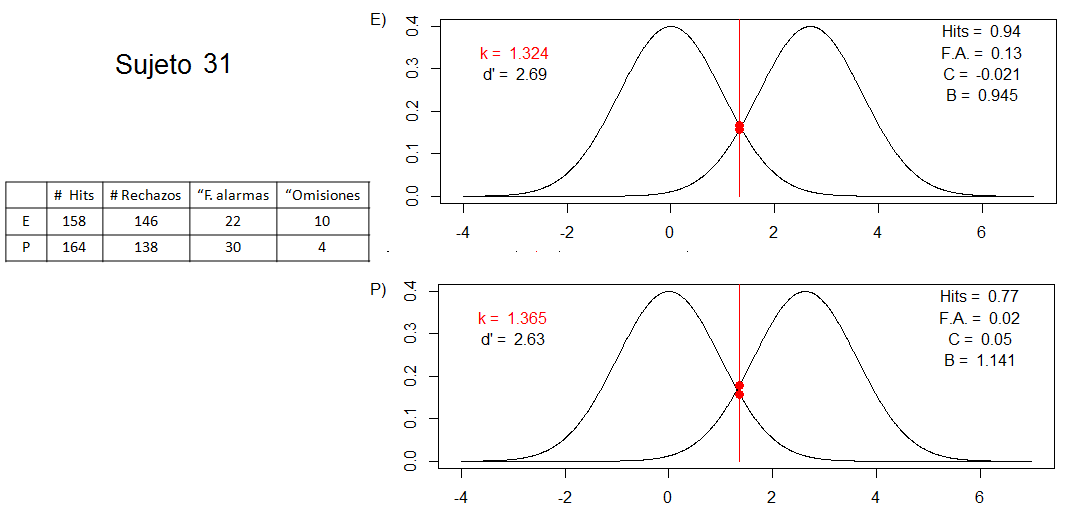 Sujeto 31
# Hits # Rechazos “F. alarmas “Omisiones
E 158 146 22 10
P 164 138 30 4
E)
k = 1.324
d' = 2.69
Hits = 0.94
F.A. = 0.13
C = -0.021
B = 0.945
0.4
0.3
0.2
0.1
0.0
-4 -2 0 2 4 6
P)
k = 1.365
d' = 2.63
Hits = 0.77
F.A. = 0.02
C = 0.05
B = 1.141
0.4
0.3
0.2
0.1
0.0
-4 -2 0 2 4 6